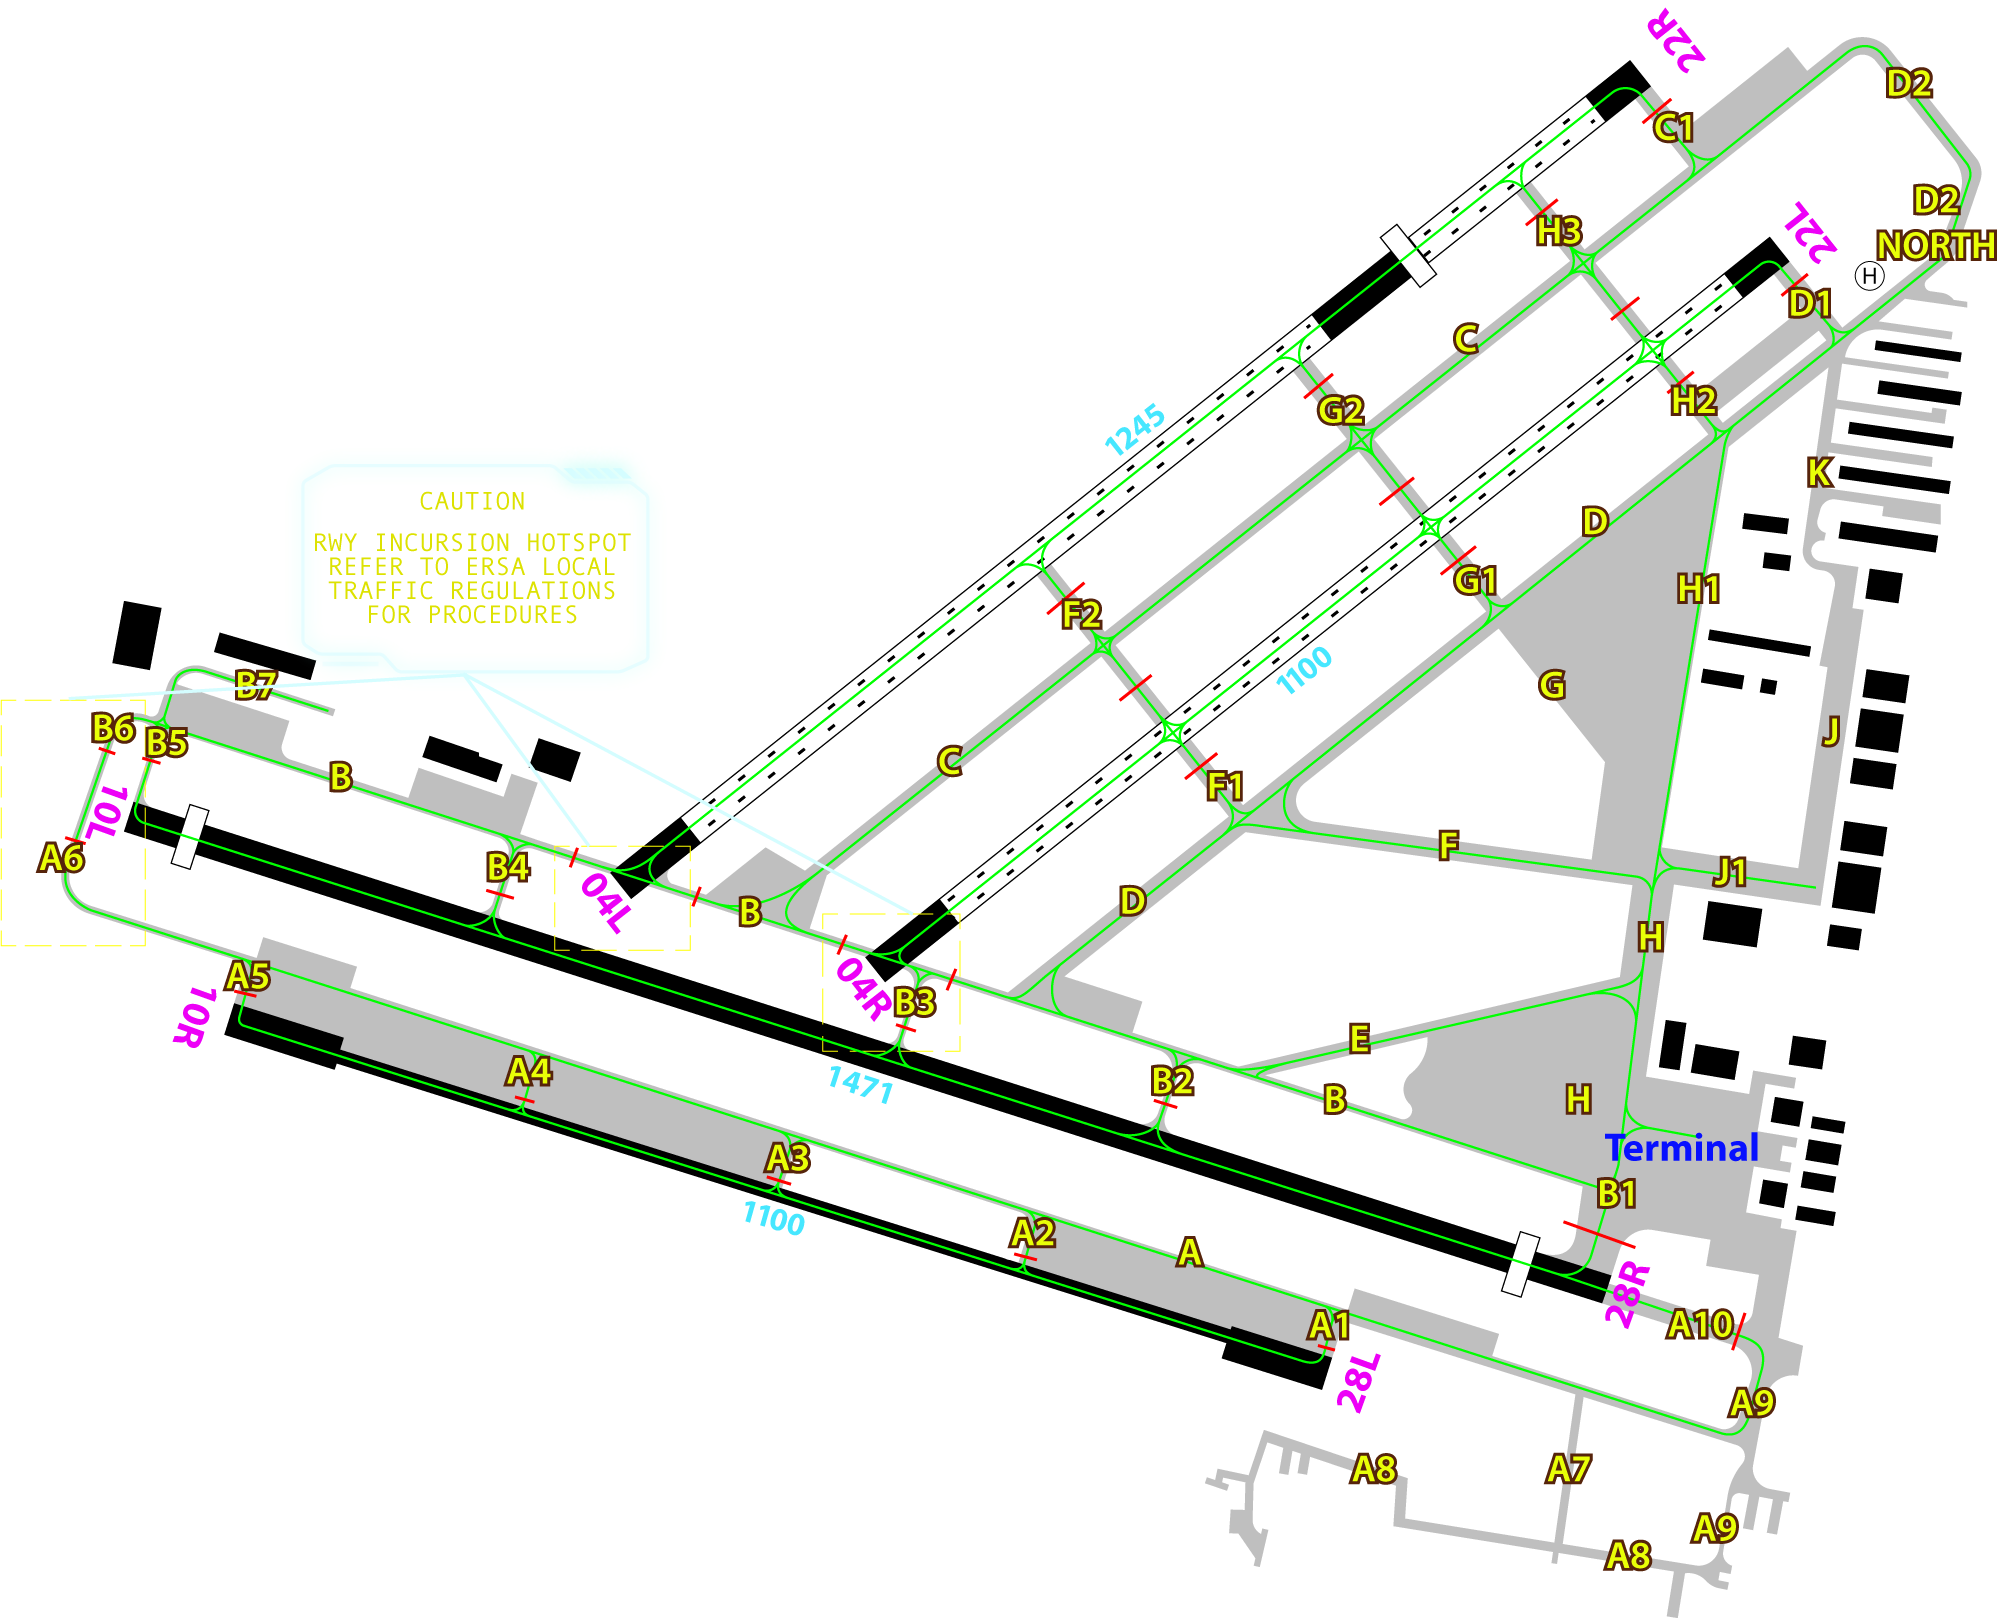 22R
D2
C1
D2
22L
H3
NORTH
H
D1
C
H2
G2
1245
K
CAUTION
RWY INCURSION HOTSPOT
REFER TO ERSA LOCAL
TRAFFIC REGULATIONS
FOR PROCEDURES
D
G1
H1
F2
1100
B7
G
B6
B5
J
C
B
F1
10L
A6
B4
F
J1
04L
B
D
H
A5
04R
B3
10R
E
A4
1471
B2
B
H
Terminal
A3
B1
1100
A2
A
28R
A1
A10
28L
A9
A8
A7
A9
A8